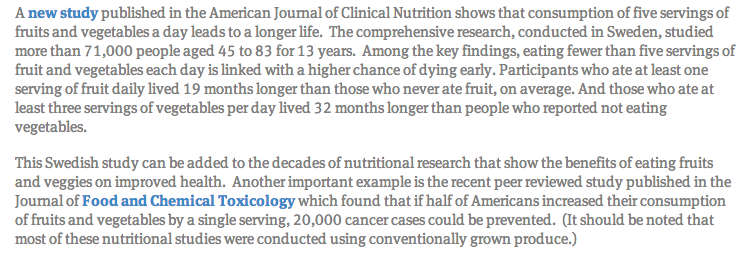 A new study published in the American Journal of Clinical Nutrition shows that consumption of five servings of
fruits and vegetables a day leads to a longer life.  The comprehensive research, conducted in Sweden, studied
more than 71,000 people aged 45 to 83 for 13 years.  Among the key findings, eating fewer than five servings of
fruit and vegetables each day is linked with a higher chance of dying early. Participants who ate at least one
serving of fruit daily lived 19 months longer than those who never ate fruit, on average. And those who ate at
least three servings of vegetables per day lived 32 months longer than people who reported not eating
vegetables.
This Swedish study can be added to the decades of nutritional research that show the benefits of eating fruits
and veggies on improved health.  Another important example is the recent peer reviewed study published in the
Journal of Food and Chemical Toxicology which found that if half of Americans increased their consumption
of fruits and vegetables by a single serving, 20,000 cancer cases could be prevented.  (It should be noted that
most of these nutritional studies were conducted using conventionally grown produce.)